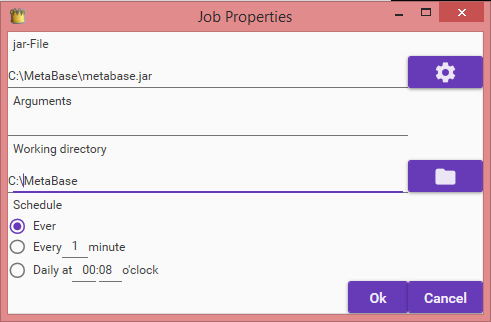 Job Properties
jar-File
C:\MetaBase\metabase.jar
Arguments
Working directory
C:\MetaBase
Schedule
Ever
Every 1 minute
Daily at 00:08 o'clock
Ok Cancel